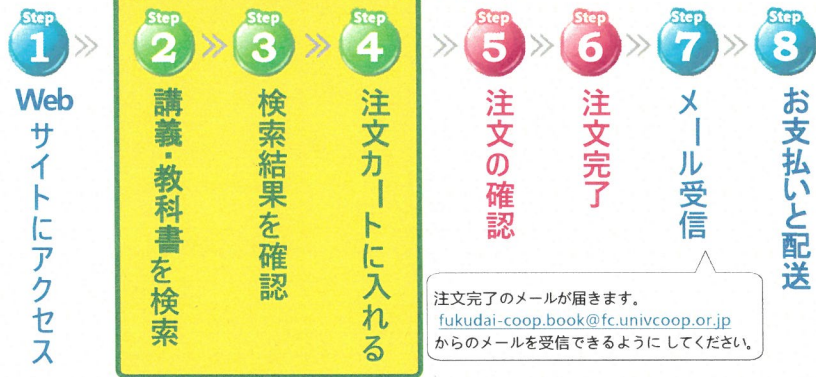 Step
1
Webサイトにアクセス
Step
2
講義・教科書を検索
Step
3
検索結果を確認
Step
4
注文カートに入れる
Step
5
注文の確認
Step
6
注文完了
Step
7
メール受信
Step
8
お支払いと配送
注文完了のメールが届きます。
fukudai-coop.book@fc.univcoop.or.jp
からのメールを受信できるようにしてください。